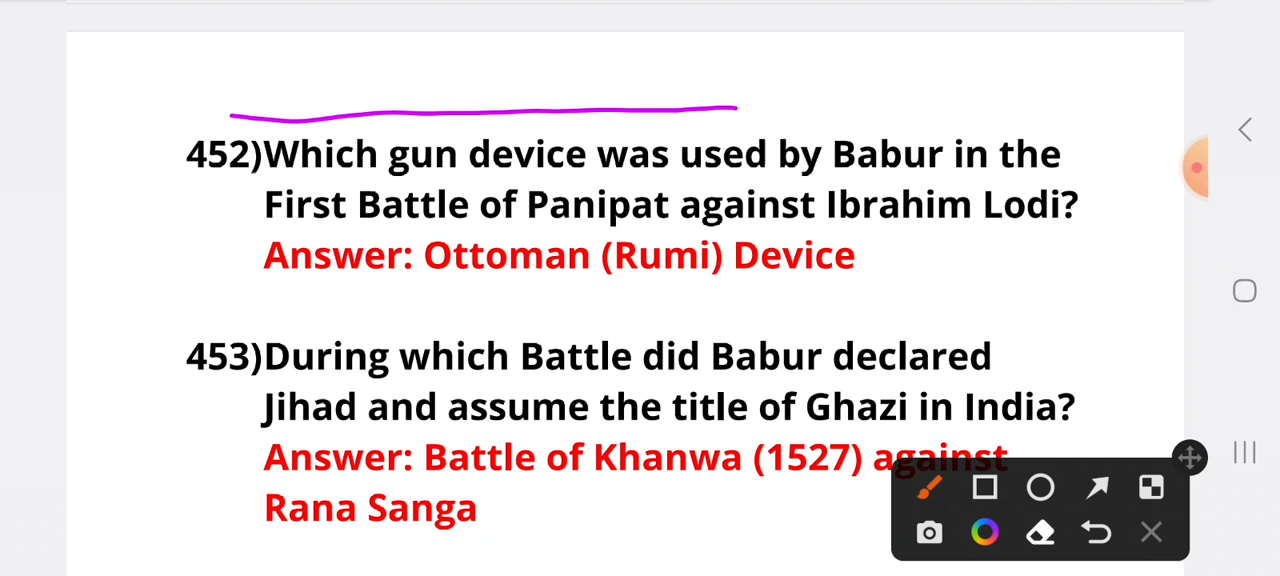 452)Which gun device was used by Babur in the
First Battle of Panipat against Ibrahim Lodi?
Answer: Ottoman (Rumi) Device
453)During which Battle did Babur declared
Jihad and assume the title of Ghazi in India?
Answer: Battle of Khanwa (1527) against
Rana Sanga